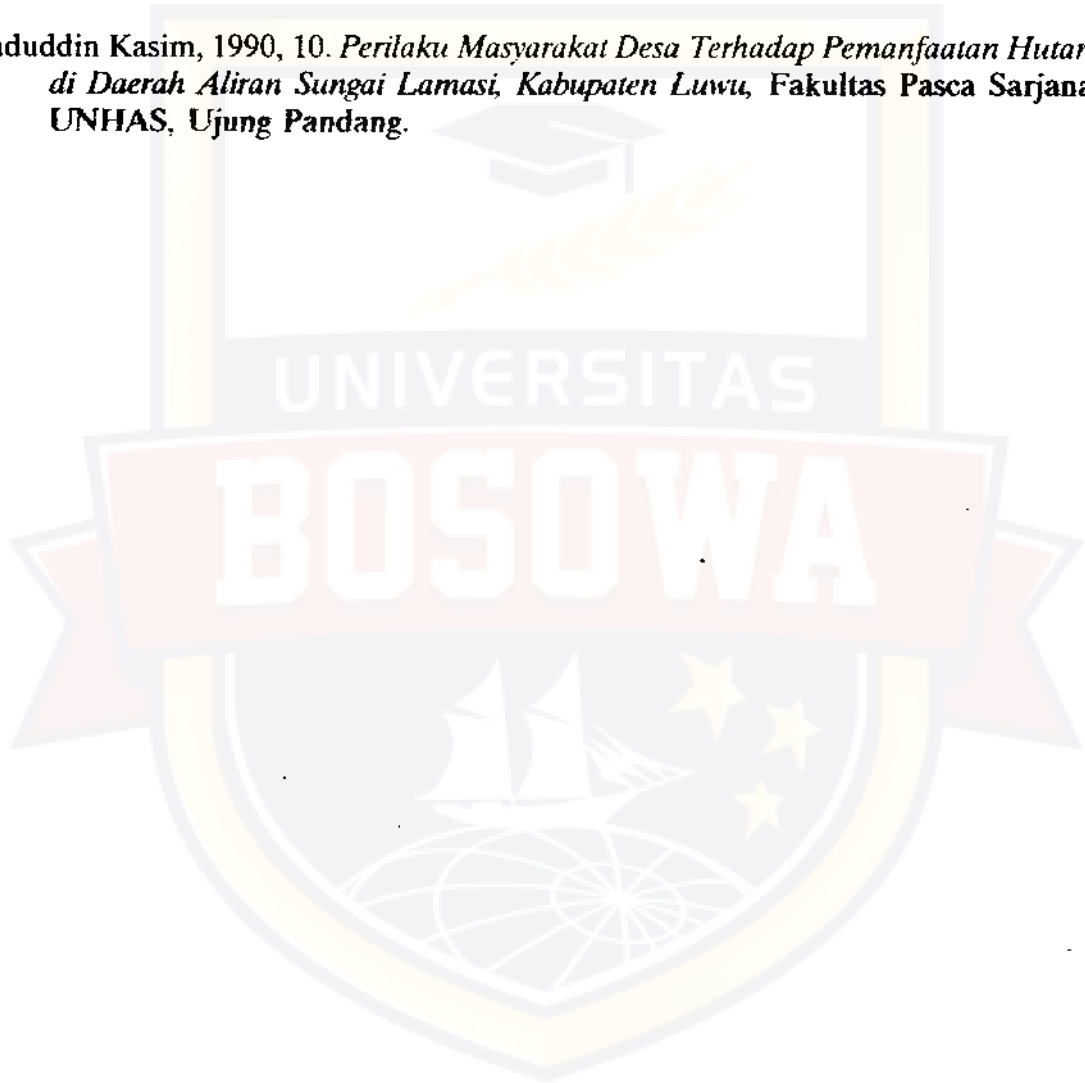 aduddin Kasim, 1990, 10. Perilaku Masyarakat Desa Terhadap Pemanfaatan Hutan
di Daerah Aliran Sungai Lamasi, Kabupaten Luwu, Fakultas Pasca Sarjana
UNHAS, Ujung Pandang.
UNIVERSITAS
BOSOWA